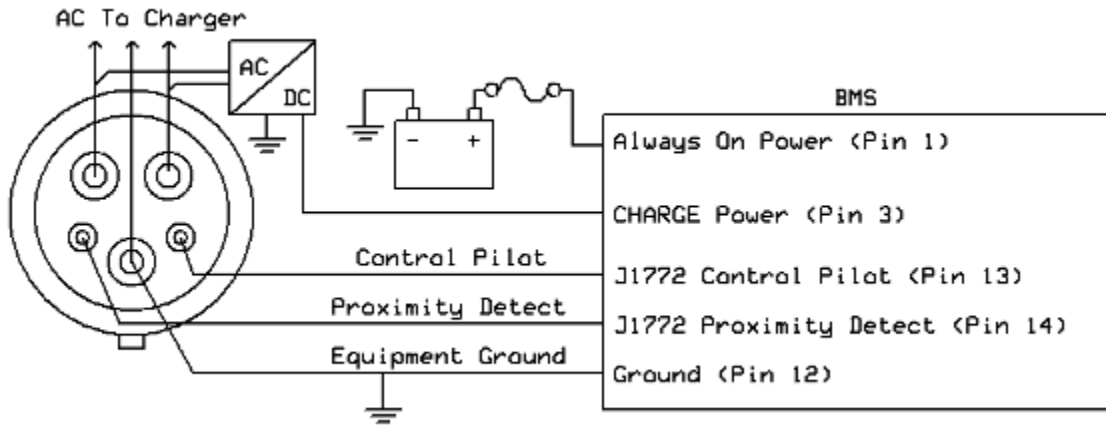 AC To Charger
AC
DC
- +
BMS
Always On Power (Pin 1)
CHARGE Power (Pin 3)
Control Pilot
J1772 Control Pilot (Pin 13)
Proximity Detect
J1772 Proximity Detect (Pin 14)
Equipment Ground
Ground (Pin 12)